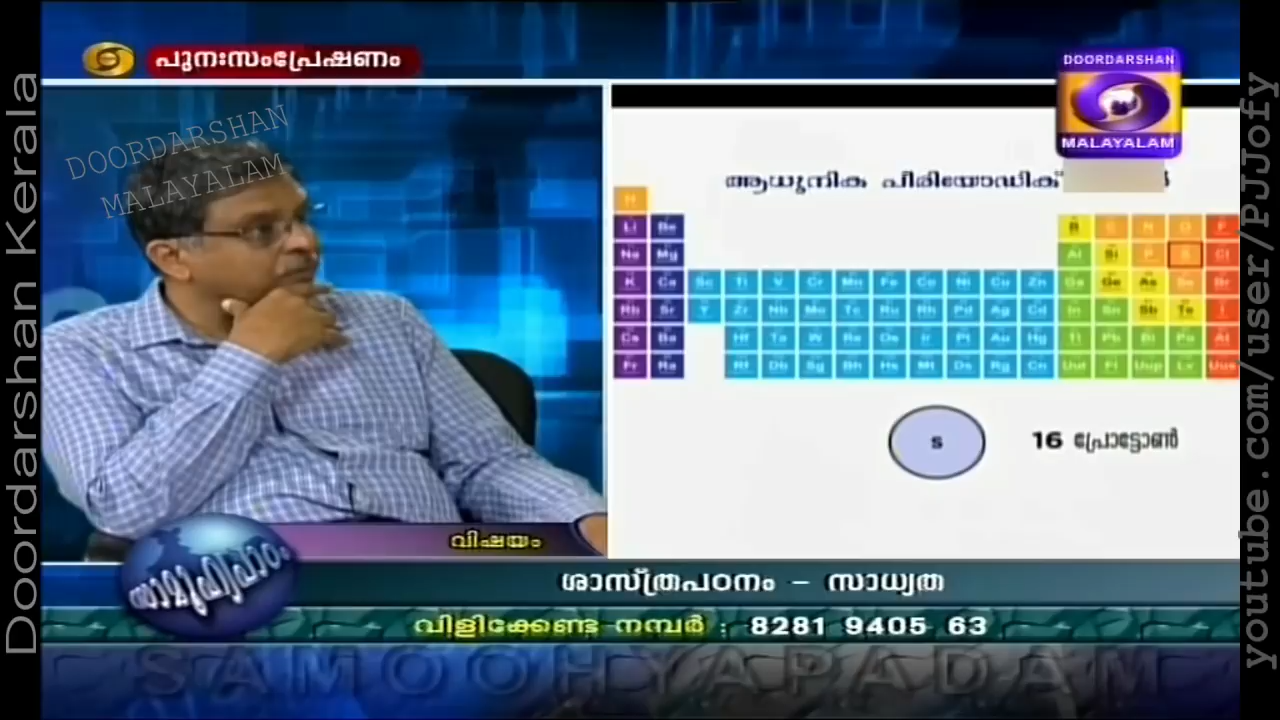 പുനഃസംപ്രേഷണം
DOORDARSHAN
MALAYALAM
DOORDARSHAN
MALAYALAM
Doordarshan Kerala
youtube.com/user/PJJofy
ആധുനിക പീരിയോഡിക്
H
Li Be B C N O F
Na Mg Al Si P S Cl
K Ca Sc Ti V Cr Mn Fe Co Ni Cu Zn Ga Ge As Se Br
Rb Sr Y Zr Nb Mo Tc Ru Rh Pd Ag Cd In Sn Sb Te I
Cs Ba Hf Ta W Re Os Ir Pt Au Hg Tl Pb Bi Po At
Fr Ra Rf Db Sg Bh Hs Mt Ds Rg Cn Uut Fl Uup Lv Uus
S 16 പ്രോട്ടോൺ
വിഷയം
സാമൂഹ്യപാഠം
ശാസ്ത്രപഠനം – സാധ്യത
വിളിക്കേണ്ട നമ്പർ : 8281 9405 63
SAMOOHYAPADAM